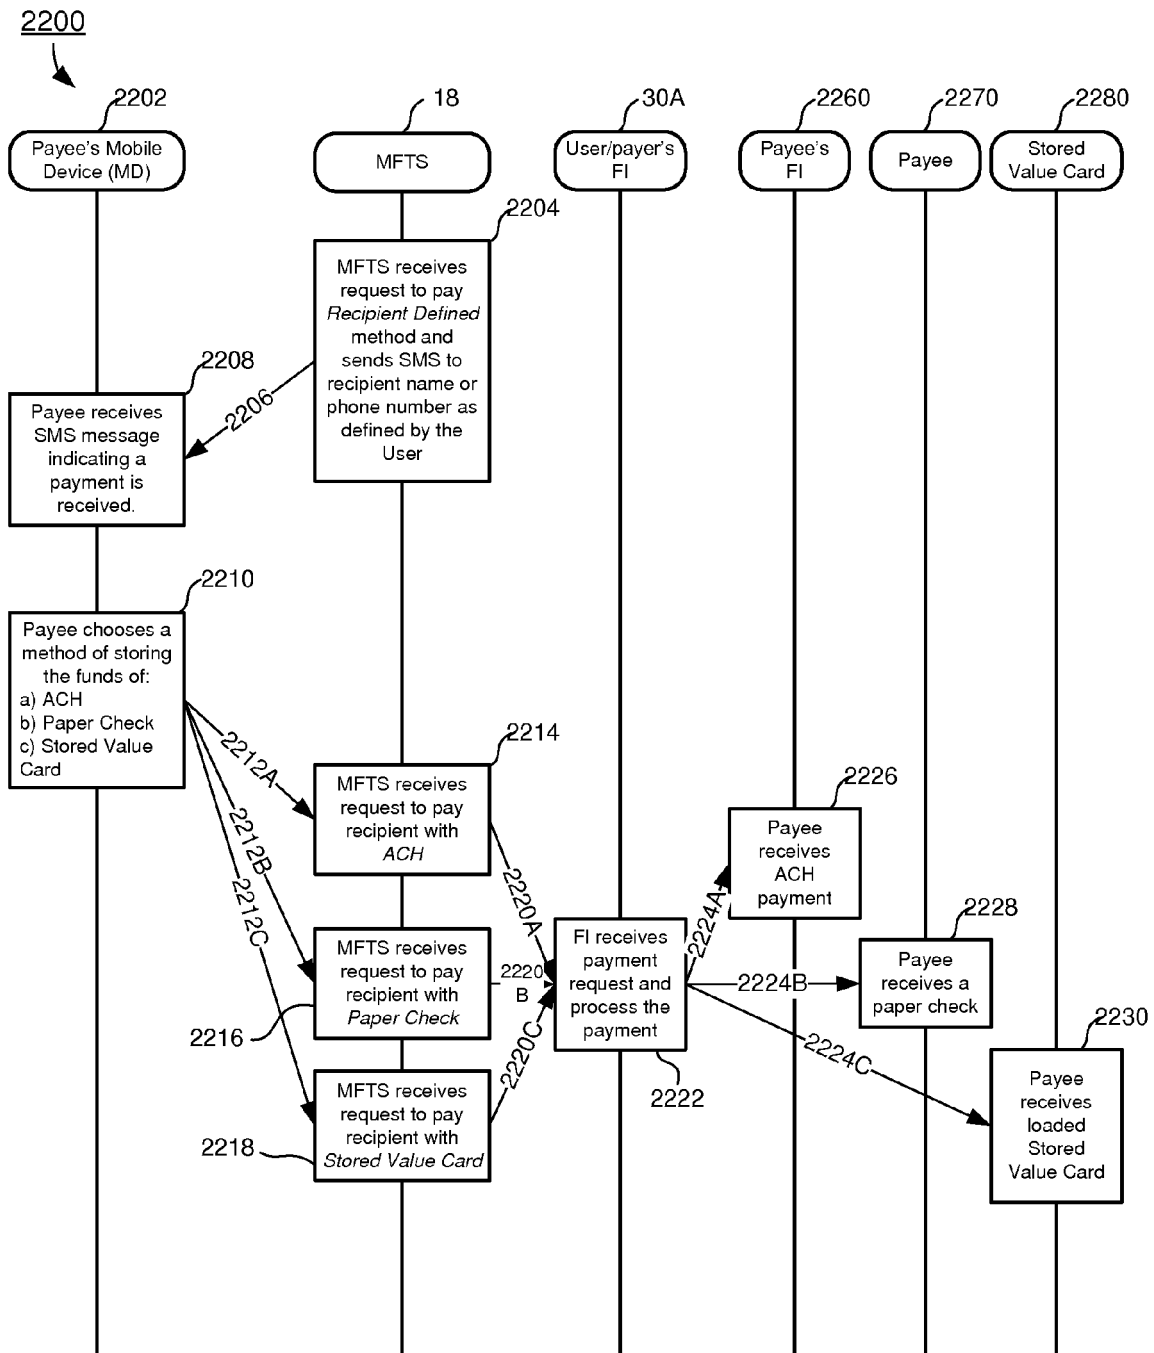 2200
2202
18
30A
2260
2270
2280
Payee's Mobile
Device (MD)
MFTS
User/payer's
FI
Payee's
FI
Payee
Stored
Value Card
2204
MFTS receives
request to pay
Recipient Defined
method and
sends SMS to
recipient name or
phone number as
defined by the
User
2206
2208
Payee receives
SMS message
indicating a
payment is
received.
2210
Payee chooses a
method of storing
the funds of:
a) ACH
b) Paper Check
c) Stored Value
Card
2212A
2212B
2212C
2214
MFTS receives
request to pay
recipient with
ACH
2216
MFTS receives
request to pay
recipient with
Paper Check
2218
MFTS receives
request to pay
recipient with
Stored Value Card
2220A
2220
B
2220C
FI receives
payment
request and
process the
payment
2222
2224A
2224B
2224C
2226
Payee
receives
ACH
payment
2228
Payee
receives a
paper check
2230
Payee
receives
loaded
Stored
Value Card